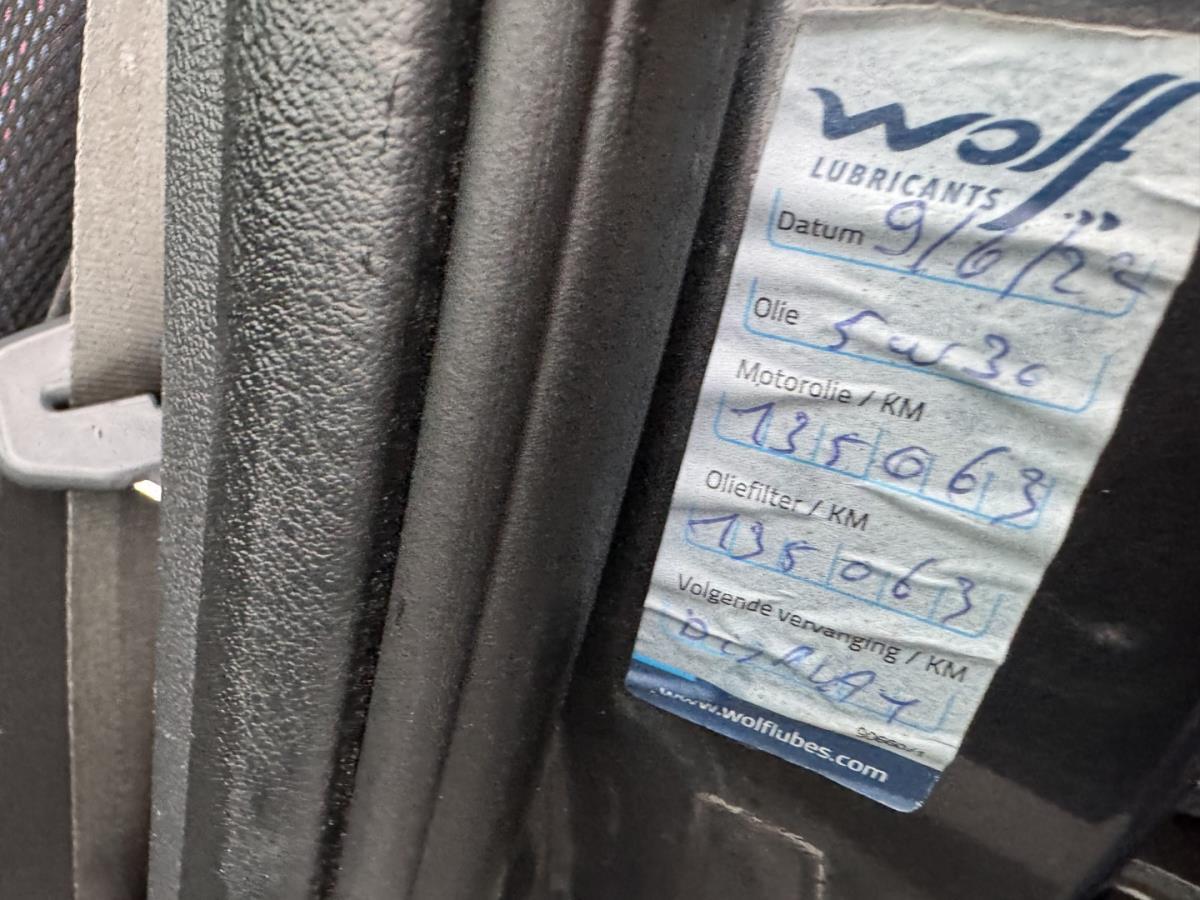 wolf
LUBRICANTS
Datum 9/6/22
Olie 5w30
Motorolie / KM
135063
Oliefilter / KM
135063
Volgende vervanging / KM
DISPLAY
www.wolflubes.com